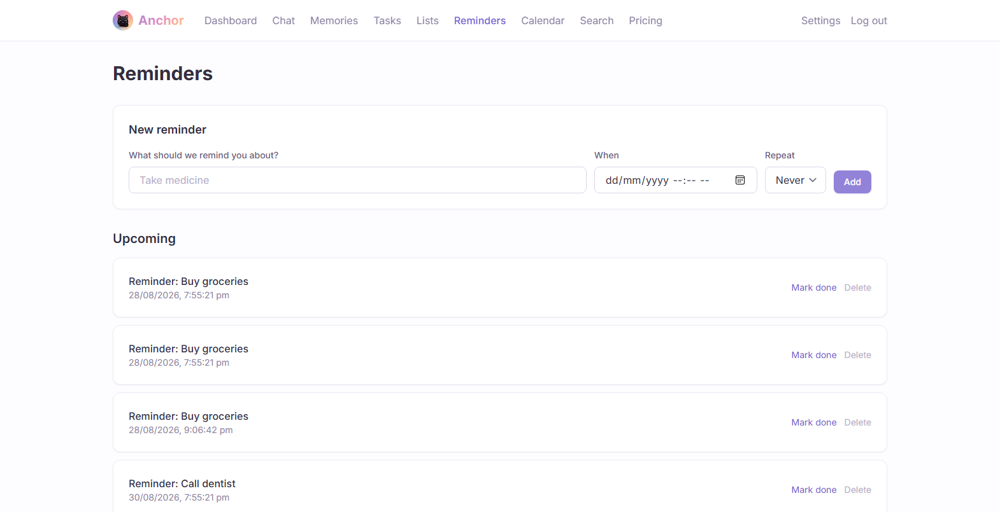 Anchor Dashboard Chat Memories Tasks Lists Reminders Calendar Search Pricing Settings Log out
Reminders
New reminder
What should we remind you about? When Repeat
Take medicine dd/mm/yyyy --:-- -- Never Add
Upcoming
Reminder: Buy groceries
28/08/2026, 7:55:21 pm
Mark done Delete
Reminder: Buy groceries
28/08/2026, 7:55:21 pm
Mark done Delete
Reminder: Buy groceries
28/08/2026, 9:06:42 pm
Mark done Delete
Reminder: Call dentist
30/08/2026, 7:55:21 pm
Mark done Delete